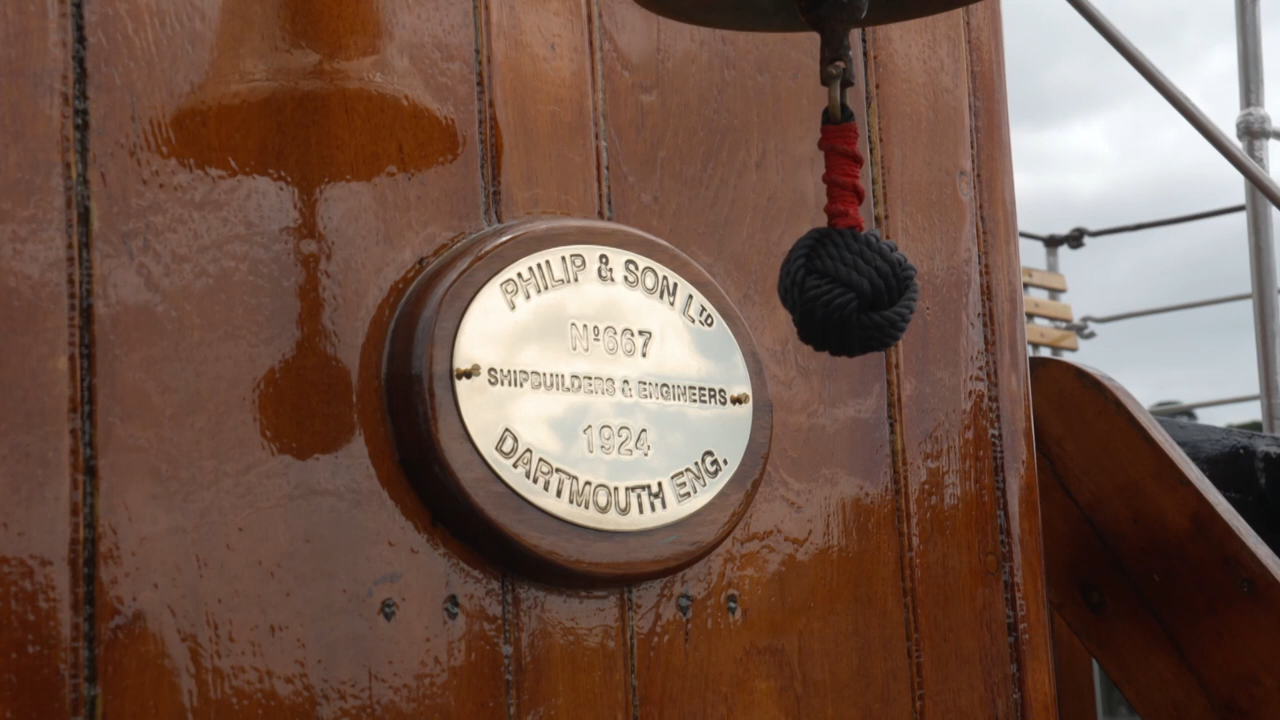 PHILIP & SON LTD
Nº667
SHIPBUILDERS & ENGINEERS
1924
DARTMOUTH ENG.